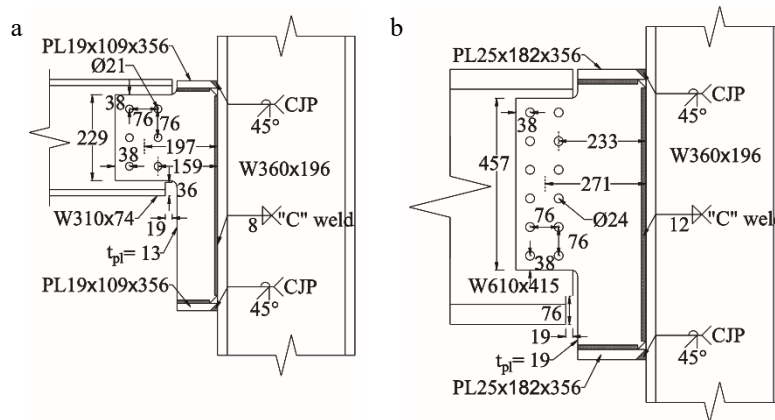 a
PL19x109x356
Ø21
38
76
76
229
197
38
159
36
W310x74
19
t_pl= 13
PL19x109x356
CJP
45°
W360x196
8
"C" weld
CJP
45°
b
PL25x182x356
38
233
457
271
76
Ø24
76
38
W610x415
76
19
t_pl= 19
PL25x182x356
CJP
45°
W360x196
12
"C" weld
CJP
45°